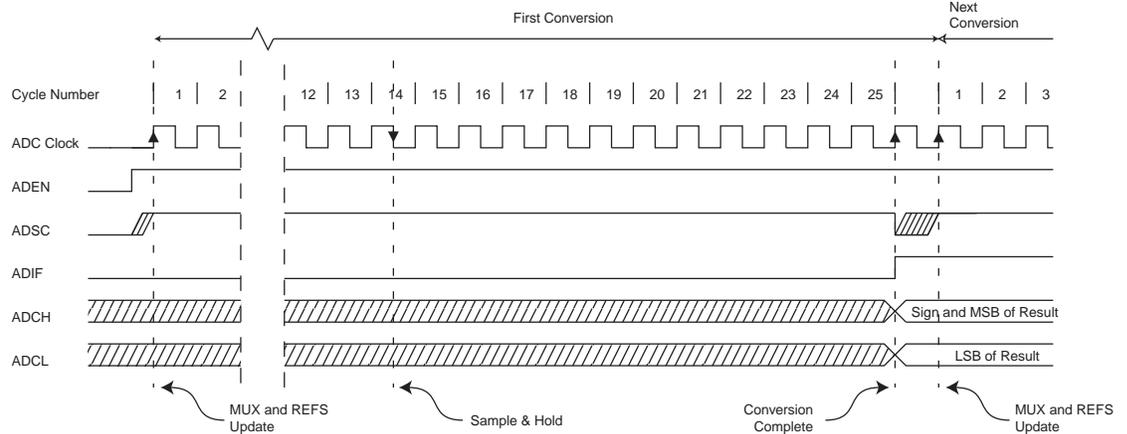 First Conversion
Next
Conversion
Cycle Number 1 2 12 13 14 15 16 17 18 19 20 21 22 23 24 25 1 2 3
ADC Clock
ADEN
ADSC
ADIF
ADCH Sign and MSB of Result
ADCL LSB of Result
MUX and REFS
Update
Sample & Hold
Conversion
Complete
MUX and REFS
Update